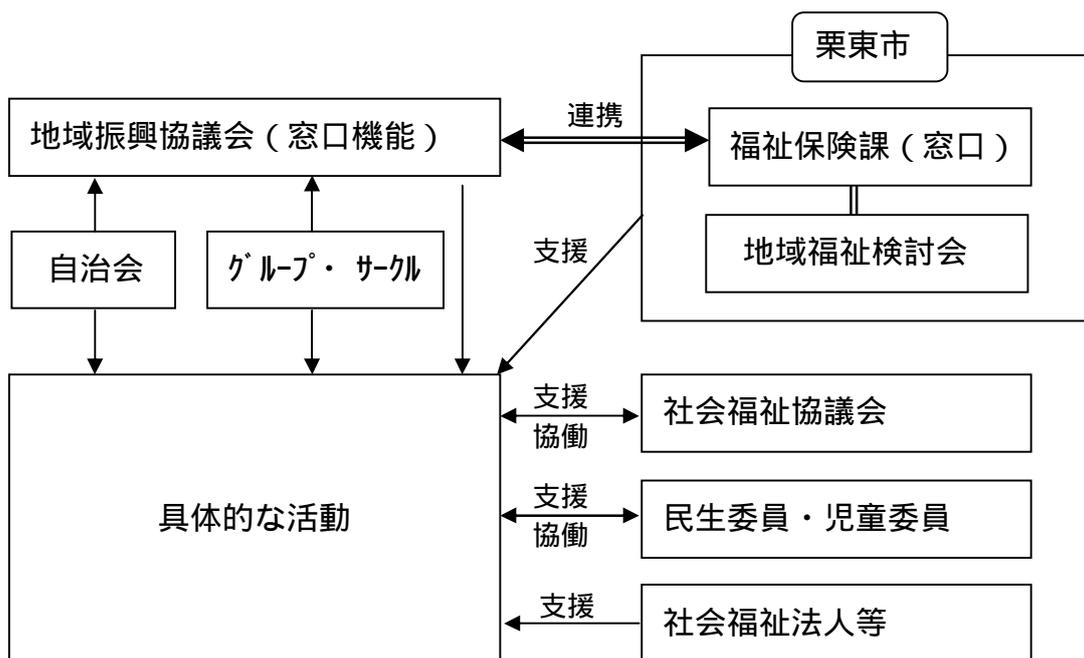 栗東市
地域振興協議会（窓口機能）
連携
福祉保険課（窓口）
自治会
ｸﾞﾙｰﾌﾟ・ ｻｰｸﾙ
支援
地域福祉検討会
具体的な活動
支援
協働
社会福祉協議会
支援
協働
民生委員・児童委員
支援
社会福祉法人等